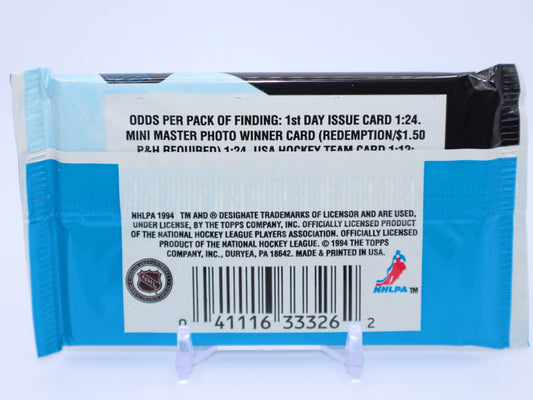 ODDS PER PACK OF FINDING: 1st DAY ISSUE CARD 1:24.
MINI MASTER PHOTO WINNER CARD (REDEMPTION/$1.50
P&H REQUIRED) 1:24. USA HOCKEY TEAM CARD 1:12;
NHLPA 1994 TM AND ® DESIGNATE TRADEMARKS OF LICENSOR AND ARE USED,
UNDER LICENSE, BY THE TOPPS COMPANY, INC. OFFICIALLY LICENSED PRODUCT
OF THE NATIONAL HOCKEY LEAGUE PLAYERS ASSOCIATION. OFFICIALLY LICENSED
PRODUCT OF THE NATIONAL HOCKEY LEAGUE. © 1994 THE TOPPS
COMPANY, INC., DURYEA, PA 18642. MADE & PRINTED IN USA.
NHL
NHLPA TM
0 41116 33326 2